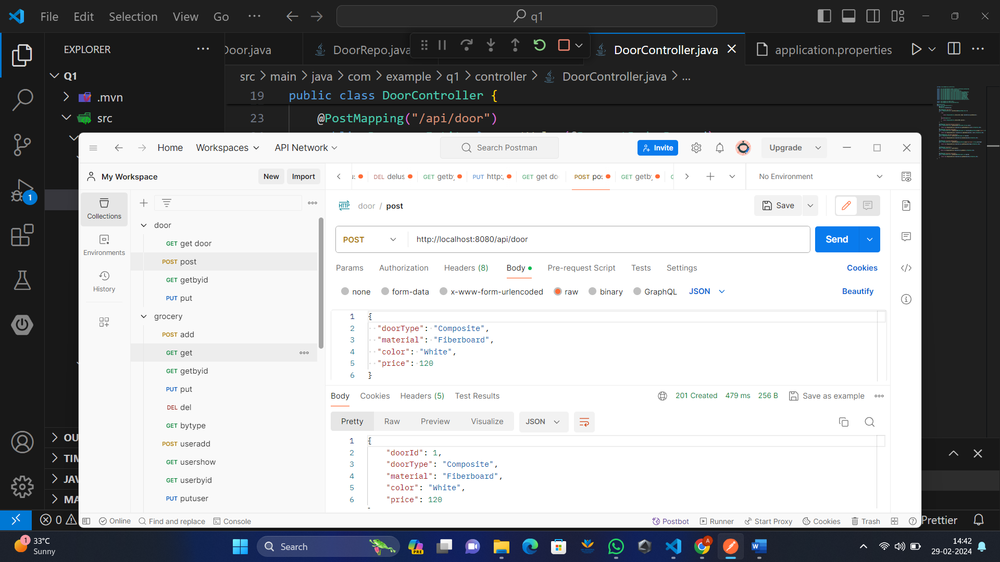 File Edit Selection View Go ...
q1
EXPLORER ...
Door.java DoorRepo.java DoorController.java application.properties ...
src > main > java > com > example > q1 > controller > DoorController.java > ...
Q1
.mvn
src
19 public class DoorController {
23 @PostMapping("/api/door")
1
Home Workspaces API Network Search Postman Invite Upgrade
My Workspace New Import
DEL delus GET getby PUT http: GET get do POST pos GET getby No Environment
Collections
Environments
History
door
GET get door
POST post
GET getbyid
PUT put
grocery
POST add
GET get
GET getbyid
PUT put
DEL del
GET bytype
POST useradd
GET usershow
GET userbyid
PUT putuser
HTTP door / post Save
POST http://localhost:8080/api/door Send
Params Authorization Headers (8) Body Pre-request Script Tests Settings Cookies
none form-data x-www-form-urlencoded raw binary GraphQL JSON Beautify
1 {
2 "doorType": "Composite",
3 "material": "Fiberboard",
4 "color": "White",
5 "price": 120
6 }
Body Cookies Headers (5) Test Results 201 Created 479 ms 256 B Save as example
Pretty Raw Preview Visualize JSON
1 {
2 "doorId": 1,
3 "doorType": "Composite",
4 "material": "Fiberboard",
5 "color": "White",
6 "price": 120
OU
TIM
JAV
MA
0
Online Find and replace Console Postbot Runner Start Proxy Cookies Trash
Prettier
1
33°C
Sunny
Search
PRE
A
14:42
29-02-2024